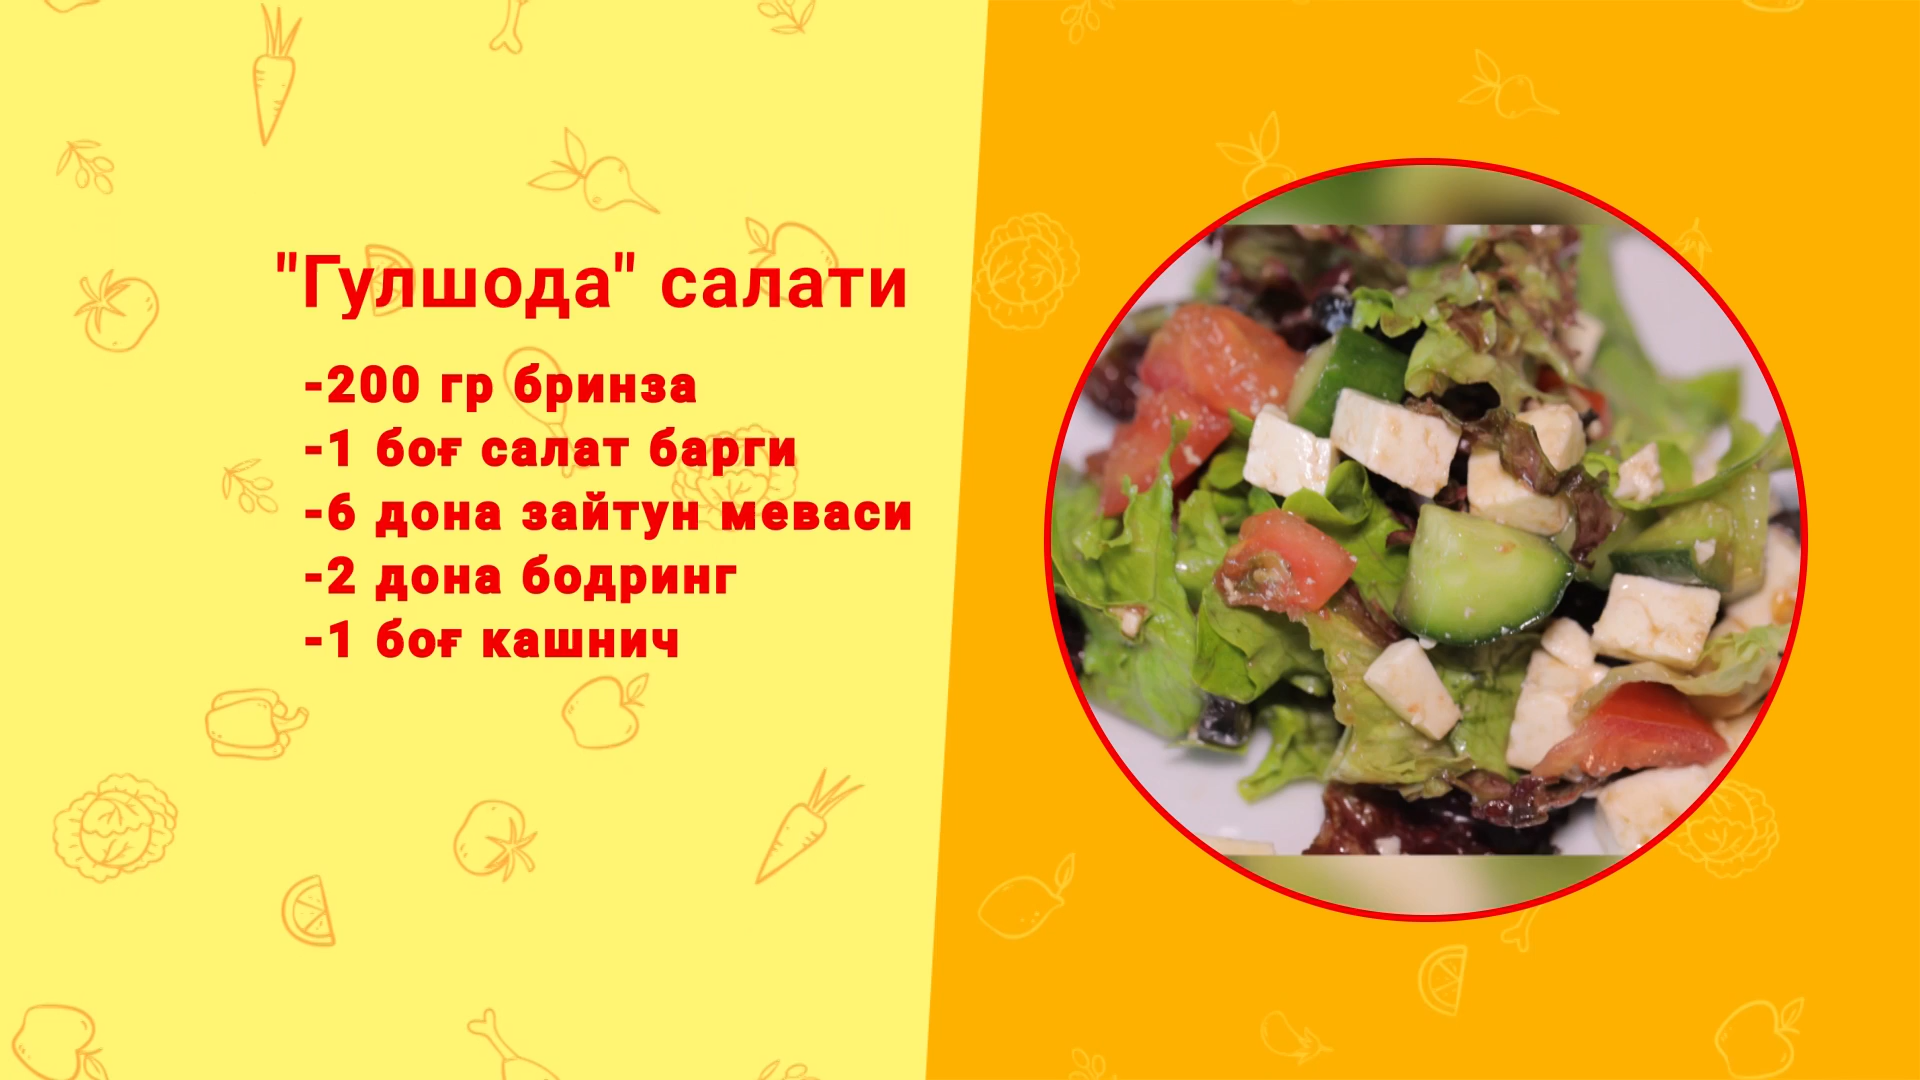 "Гулшода" салати
-200 гр бринза
-1 боғ салат барги
-6 дона зайтун меваси
-2 дона бодринг
-1 боғ кашнич